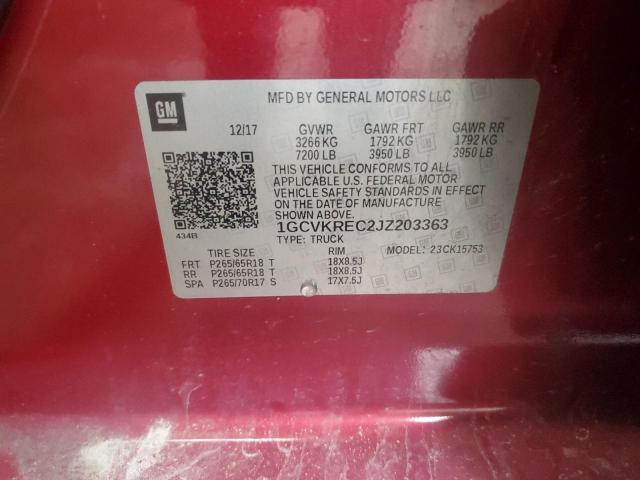 GM
MFD BY GENERAL MOTORS LLC
12/17 GVWR GAWR FRT GAWR RR
3266 KG 1792 KG 1792 KG
7200 LB 3950 LB 3950 LB
THIS VEHICLE CONFORMS TO ALL
APPLICABLE U.S. FEDERAL MOTOR
VEHICLE SAFETY STANDARDS IN EFFECT
ON THE DATE OF MANUFACTURE
SHOWN ABOVE.
434B
1GCVKREC2JZ203363
TYPE: TRUCK MODEL: 23CK15753
TIRE SIZE RIM
FRT P265/65R18 T 18X8.5J
RR P265/65R18 T 18X8.5J
SPA P265/70R17 S 17X7.5J